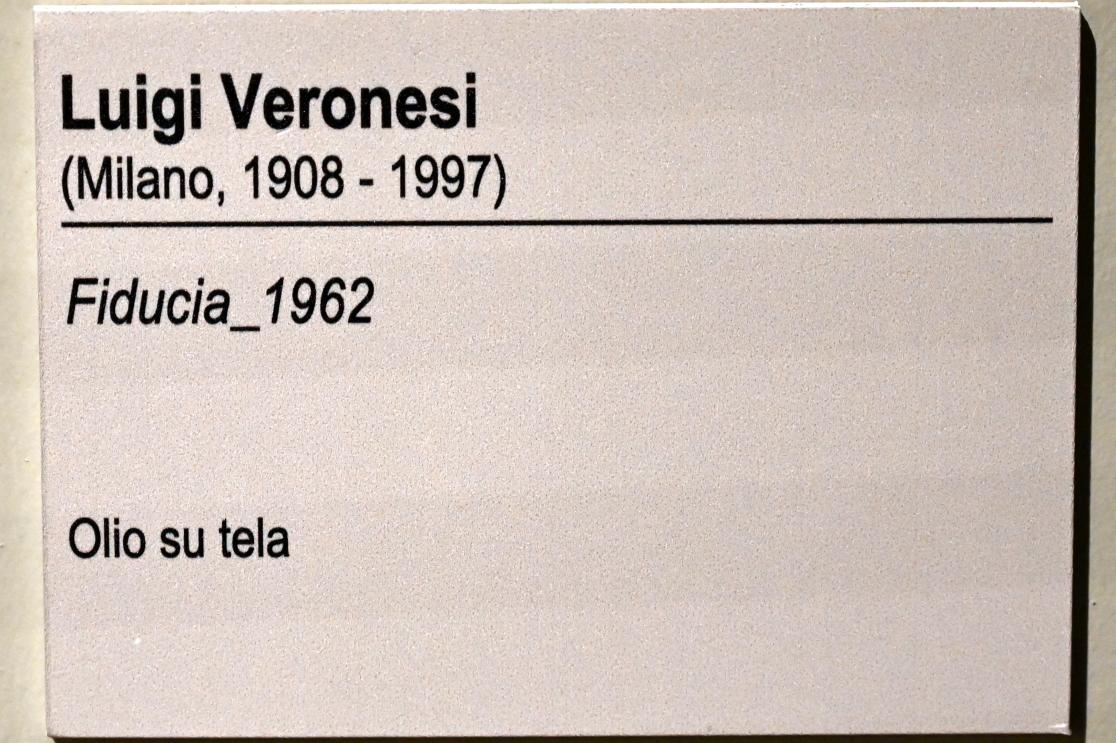 Luigi Veronesi
(Milano, 1908 - 1997)
Fiducia_1962
Olio su tela